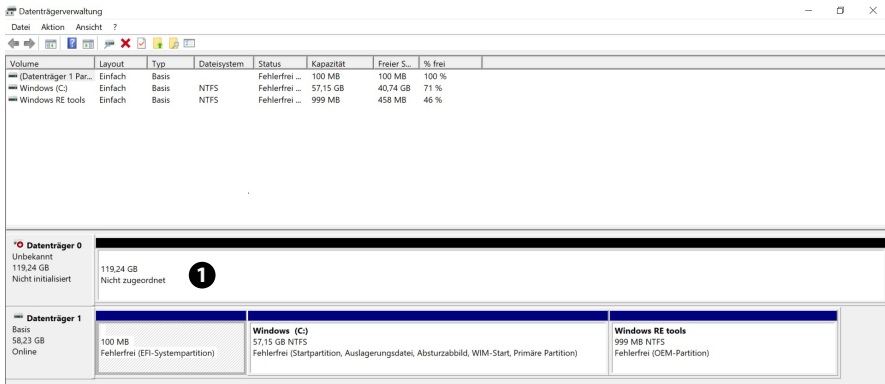 Datenträgerverwaltung
Datei Aktion Ansicht ?
Volume Layout Typ Dateisystem Status Kapazität Freier S... % frei
(Datenträger 1 Par... Einfach Basis Fehlerfrei ... 100 MB 100 MB 100 %
Windows (C:) Einfach Basis NTFS Fehlerfrei ... 57,15 GB 40,74 GB 71 %
Windows RE tools Einfach Basis NTFS Fehlerfrei ... 999 MB 458 MB 46 %
Datenträger 0
Unbekannt
119,24 GB
Nicht initialisiert
119,24 GB
Nicht zugeordnet
1
Datenträger 1
Basis
58,23 GB
Online
100 MB
Fehlerfrei (EFI-Systempartition)
Windows (C:)
57,15 GB NTFS
Fehlerfrei (Startpartition, Auslagerungsdatei, Absturzabbild, WIM-Start, Primäre Partition)
Windows RE tools
999 MB NTFS
Fehlerfrei (OEM-Partition)